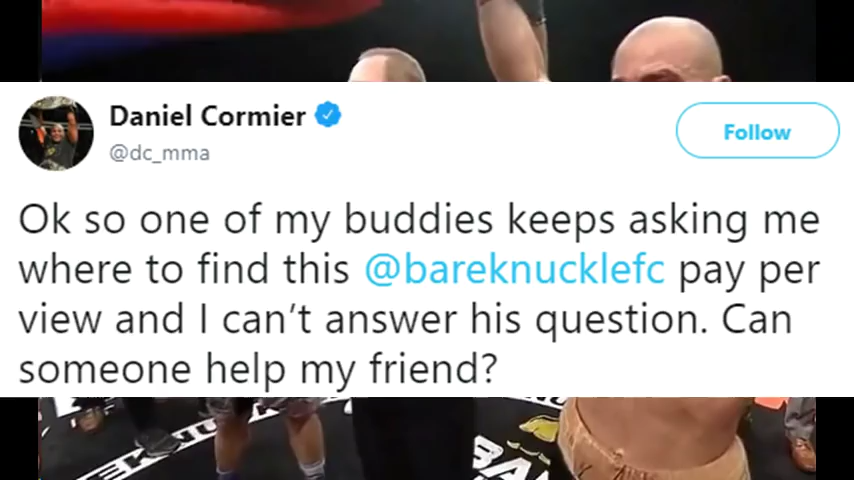 Daniel Cormier
@dc_mma
Follow
Ok so one of my buddies keeps asking me
where to find this @bareknucklefc pay per
view and I can't answer his question. Can
someone help my friend?